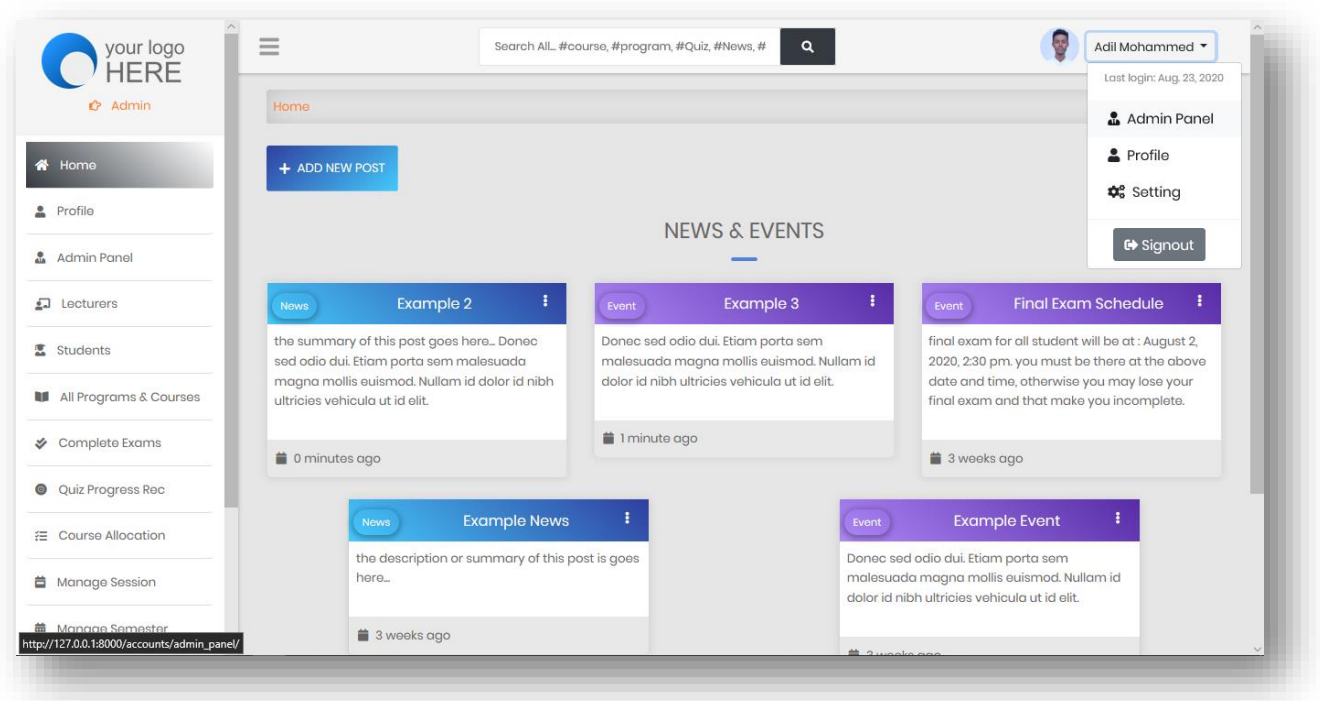 your logo
HERE
Admin
Home
Profile
Admin Panel
Lecturers
Students
All Programs & Courses
Complete Exams
Quiz Progress Rec
Course Allocation
Manage Session
Manage Semester
http://127.0.0.1:8000/accounts/admin_panel/
Search All... #course, #program, #Quiz, #News, #
Adil Mohammed
Last login: Aug. 23, 2020
Admin Panel
Profile
Setting
Signout
Home
+ ADD NEW POST
NEWS & EVENTS
News Example 2
the summary of this post goes here... Donec
sed odio dui. Etiam porta sem malesuada
magna mollis euismod. Nullam id dolor id nibh
ultricies vehicula ut id elit.
0 minutes ago
Event Example 3
Donec sed odio dui. Etiam porta sem
malesuada magna mollis euismod. Nullam id
dolor id nibh ultricies vehicula ut id elit.
1 minute ago
Event Final Exam Schedule
final exam for all student will be at : August 2,
2020, 2:30 pm. you must be there at the above
date and time, otherwise you may lose your
final exam and that make you incomplete.
3 weeks ago
News Example News
the description or summary of this post is goes
here...
3 weeks ago
Event Example Event
Donec sed odio dui. Etiam porta sem
malesuada magna mollis euismod. Nullam id
dolor id nibh ultricies vehicula ut id elit.
3 weeks ago